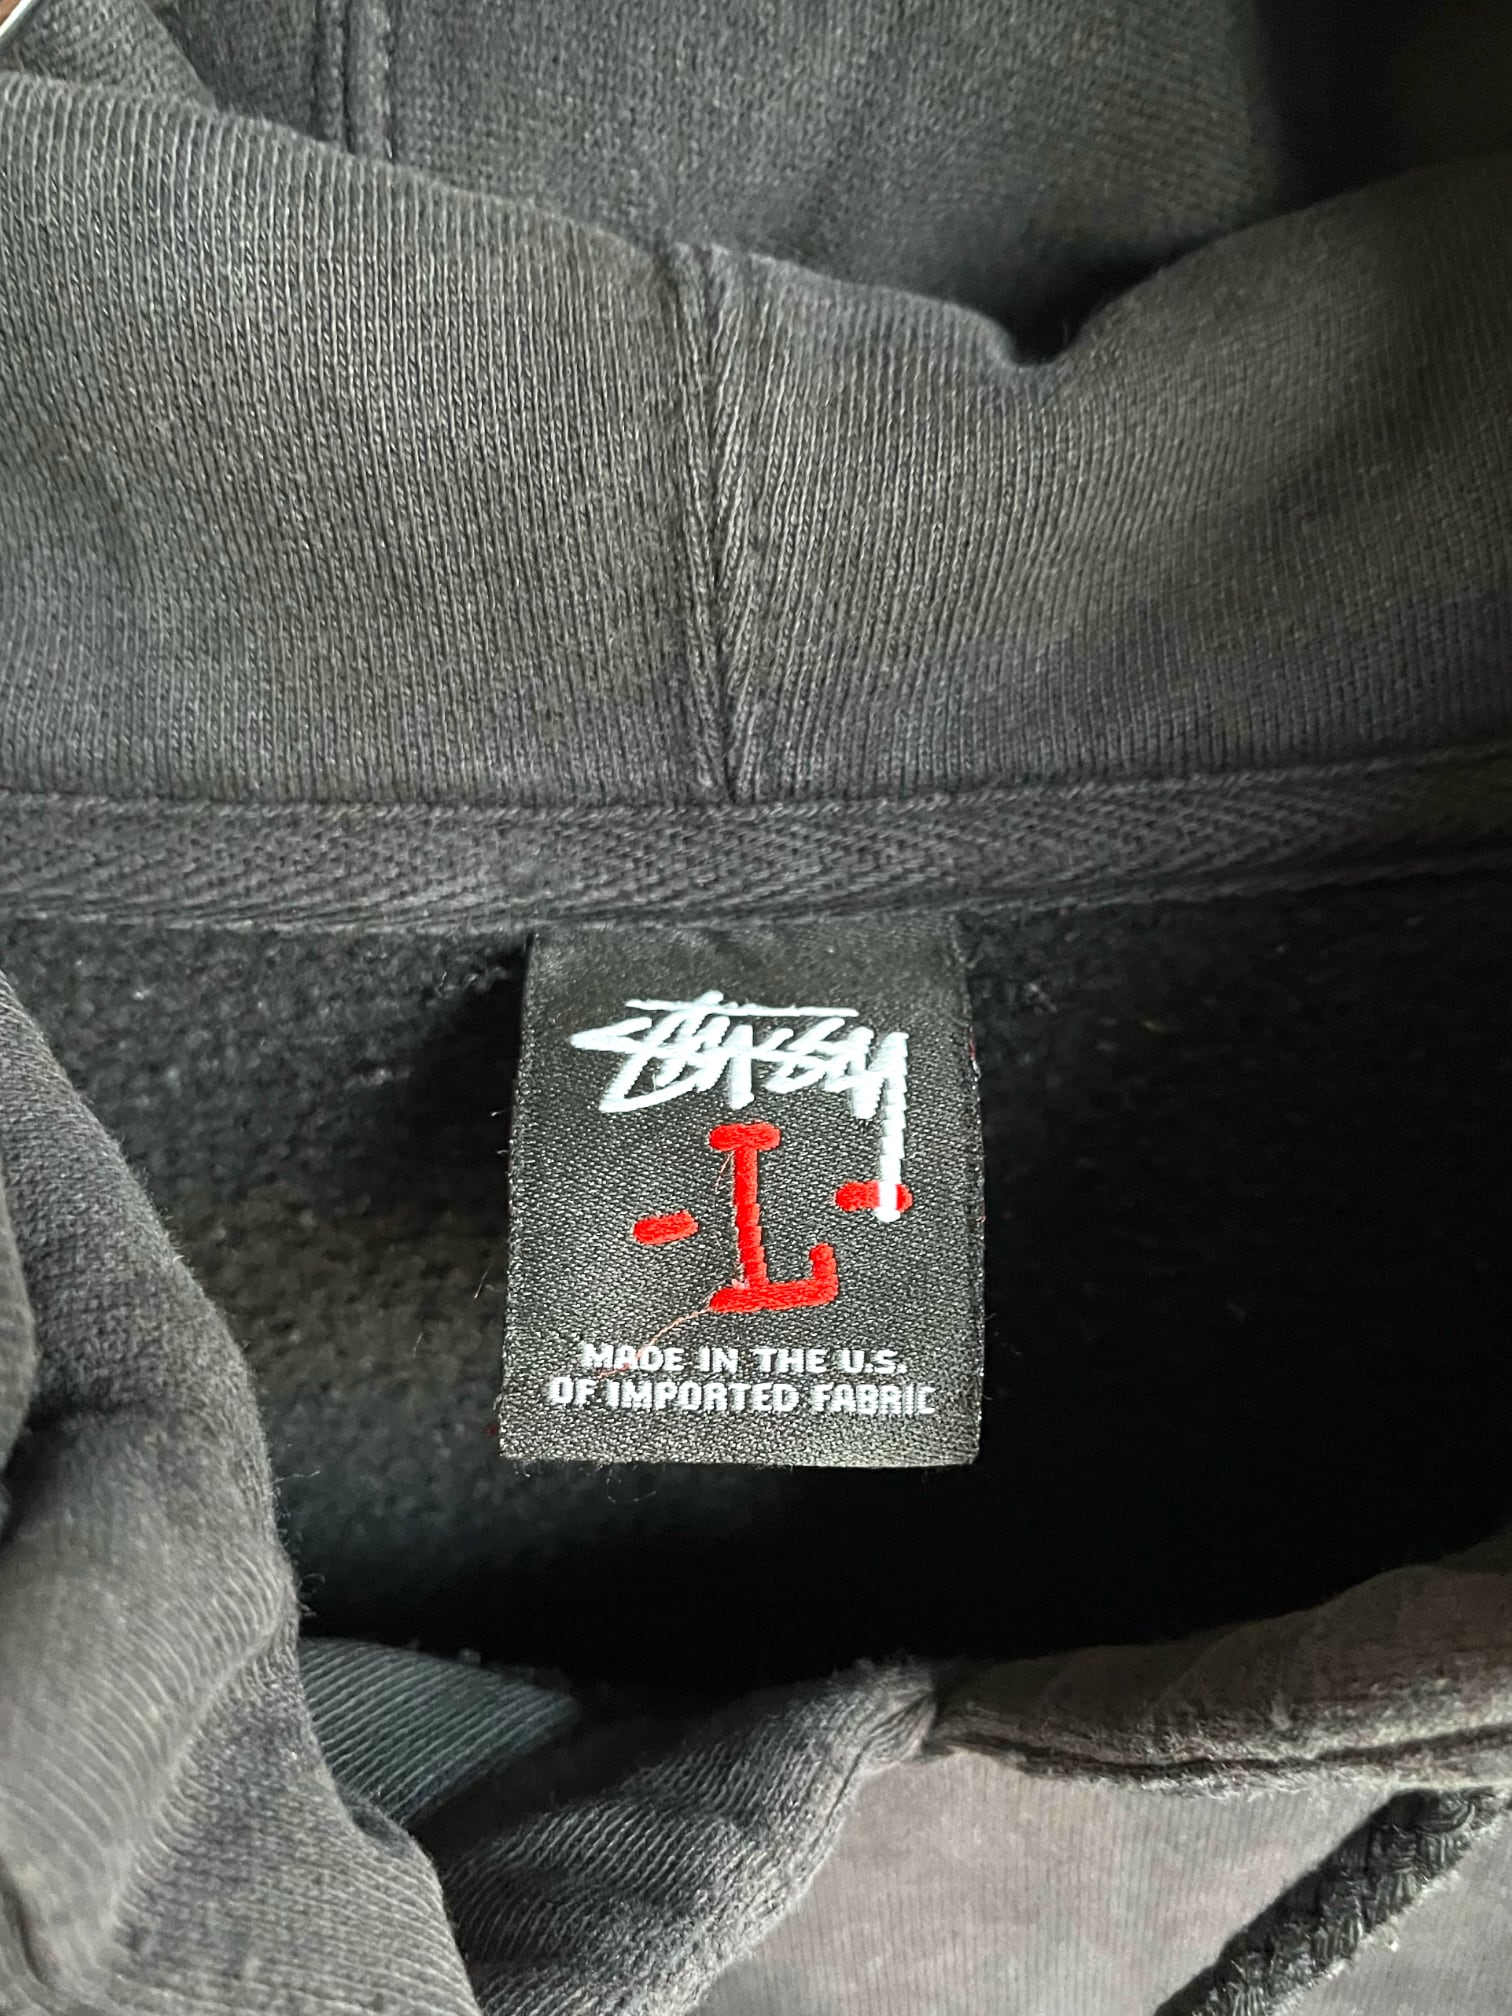 STÜSSY
-L-
MADE IN THE U.S.
OF IMPORTED FABRIC